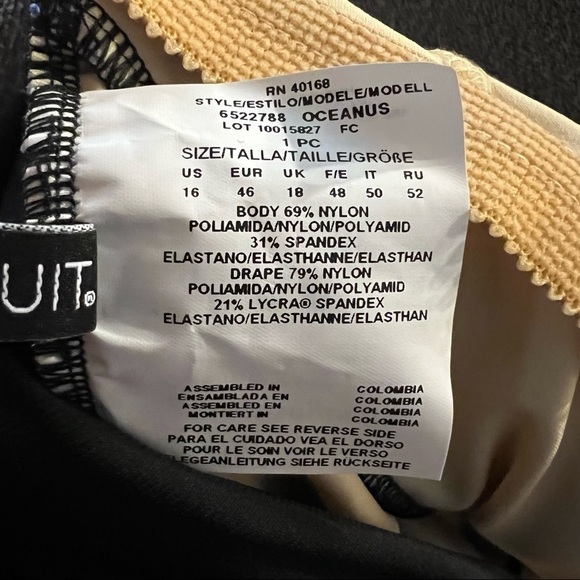 RN 40168
STYLE/ESTILO/MODELE/MODELL
6522788 OCEANUS
LOT 10015827 FC
1 PC
SIZE/TALLA/TAILLE/GRÖßE
US EUR UK F/E IT RU
16 46 18 48 50 52
BODY 69% NYLON
POLIAMIDA/NYLON/POLYAMID
31% SPANDEX
ELASTANO/ELASTHANNE/ELASTHAN
DRAPE 79% NYLON
POLIAMIDA/NYLON/POLYAMID
21% LYCRA® SPANDEX
ELASTANO/ELASTHANNE/ELASTHAN
UIT®
ASSEMBLED IN COLOMBIA
ENSAMBLADA EN COLOMBIA
ASSEMBLED EN COLOMBIA
MONTIERT IN COLOMBIA
FOR CARE SEE REVERSE SIDE
PARA EL CUIDADO VEA EL DORSO
POUR LE SOIN VOIR LE VERSO
LEGEANLEITUNG SIEHE RÜCKSEITE